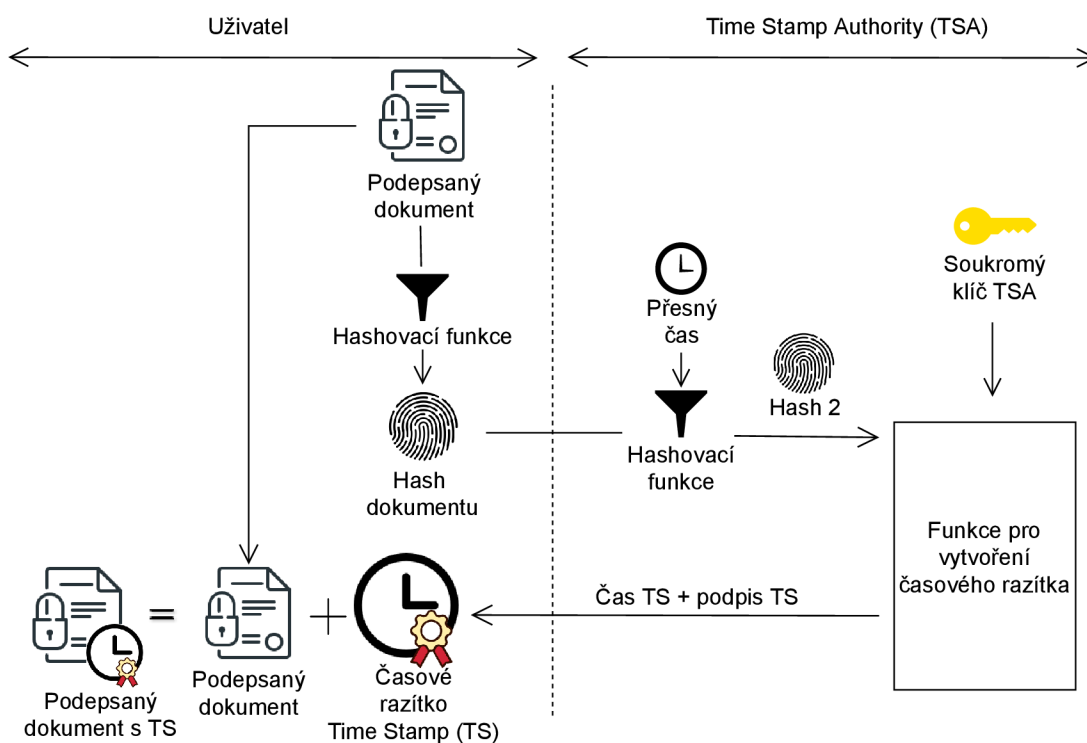 Uživatel
Time Stamp Authority (TSA)
Podepsaný
dokument
Hashovací funkce
Hash
dokumentu
Přesný
čas
Hashovací
funkce
Hash 2
Soukromý
klíč TSA
Funkce pro
vytvoření
časového razítka
Čas TS + podpis TS
=
+
Podepsaný
dokument s TS
Podepsaný
dokument
Časové
razítko
Time Stamp (TS)